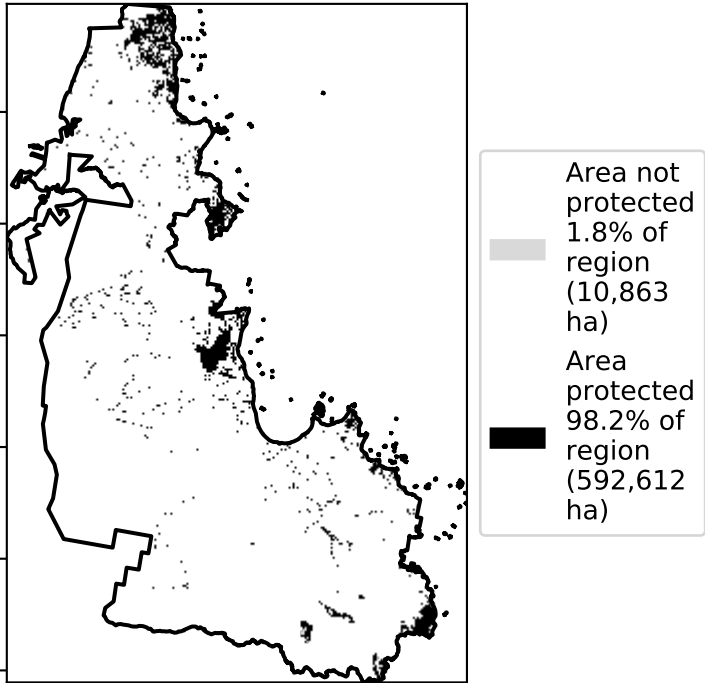 Area not
protected
1.8% of
region
(10,863
ha)
Area
protected
98.2% of
region
(592,612
ha)